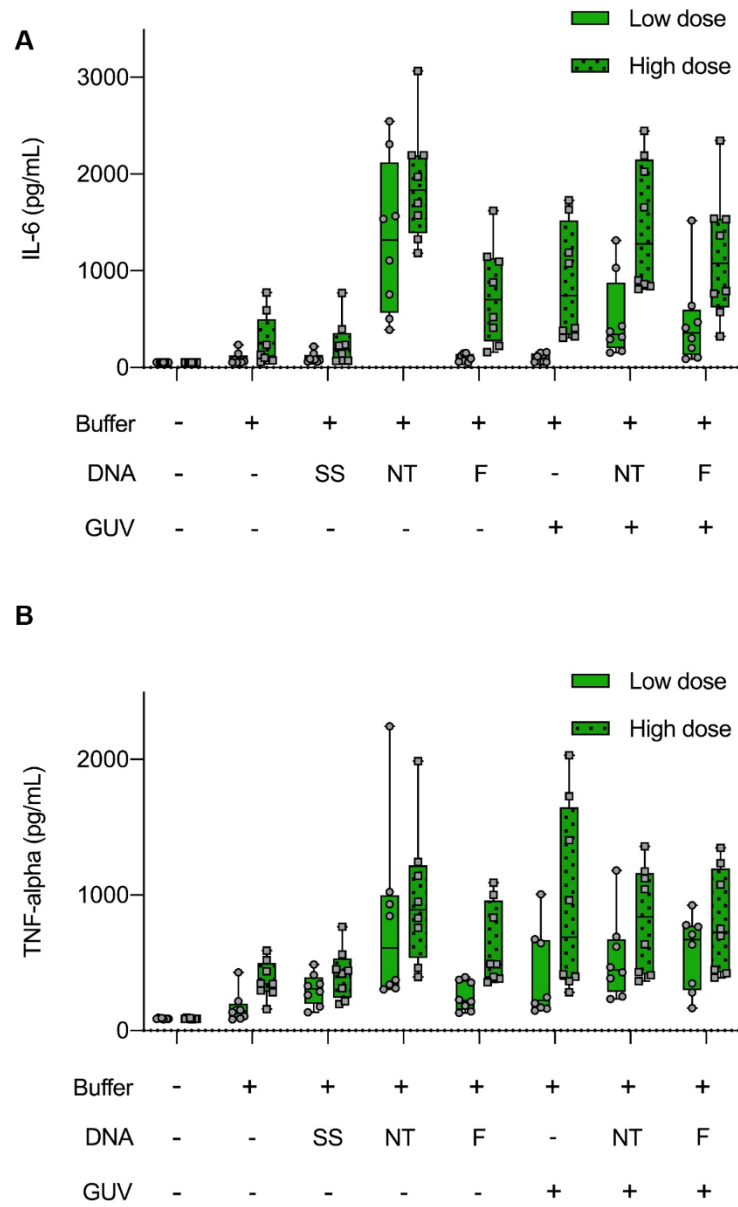 A
Low dose
High dose
3000
2000
1000
0
IL-6 (pg/mL)
Buffer - + + + + + + +
DNA - - SS NT F - NT F
GUV - - - - - + + +
B
Low dose
High dose
2000
1000
0
TNF-alpha (pg/mL)
Buffer - + + + + + + +
DNA - - SS NT F - NT F
GUV - - - - - + + +